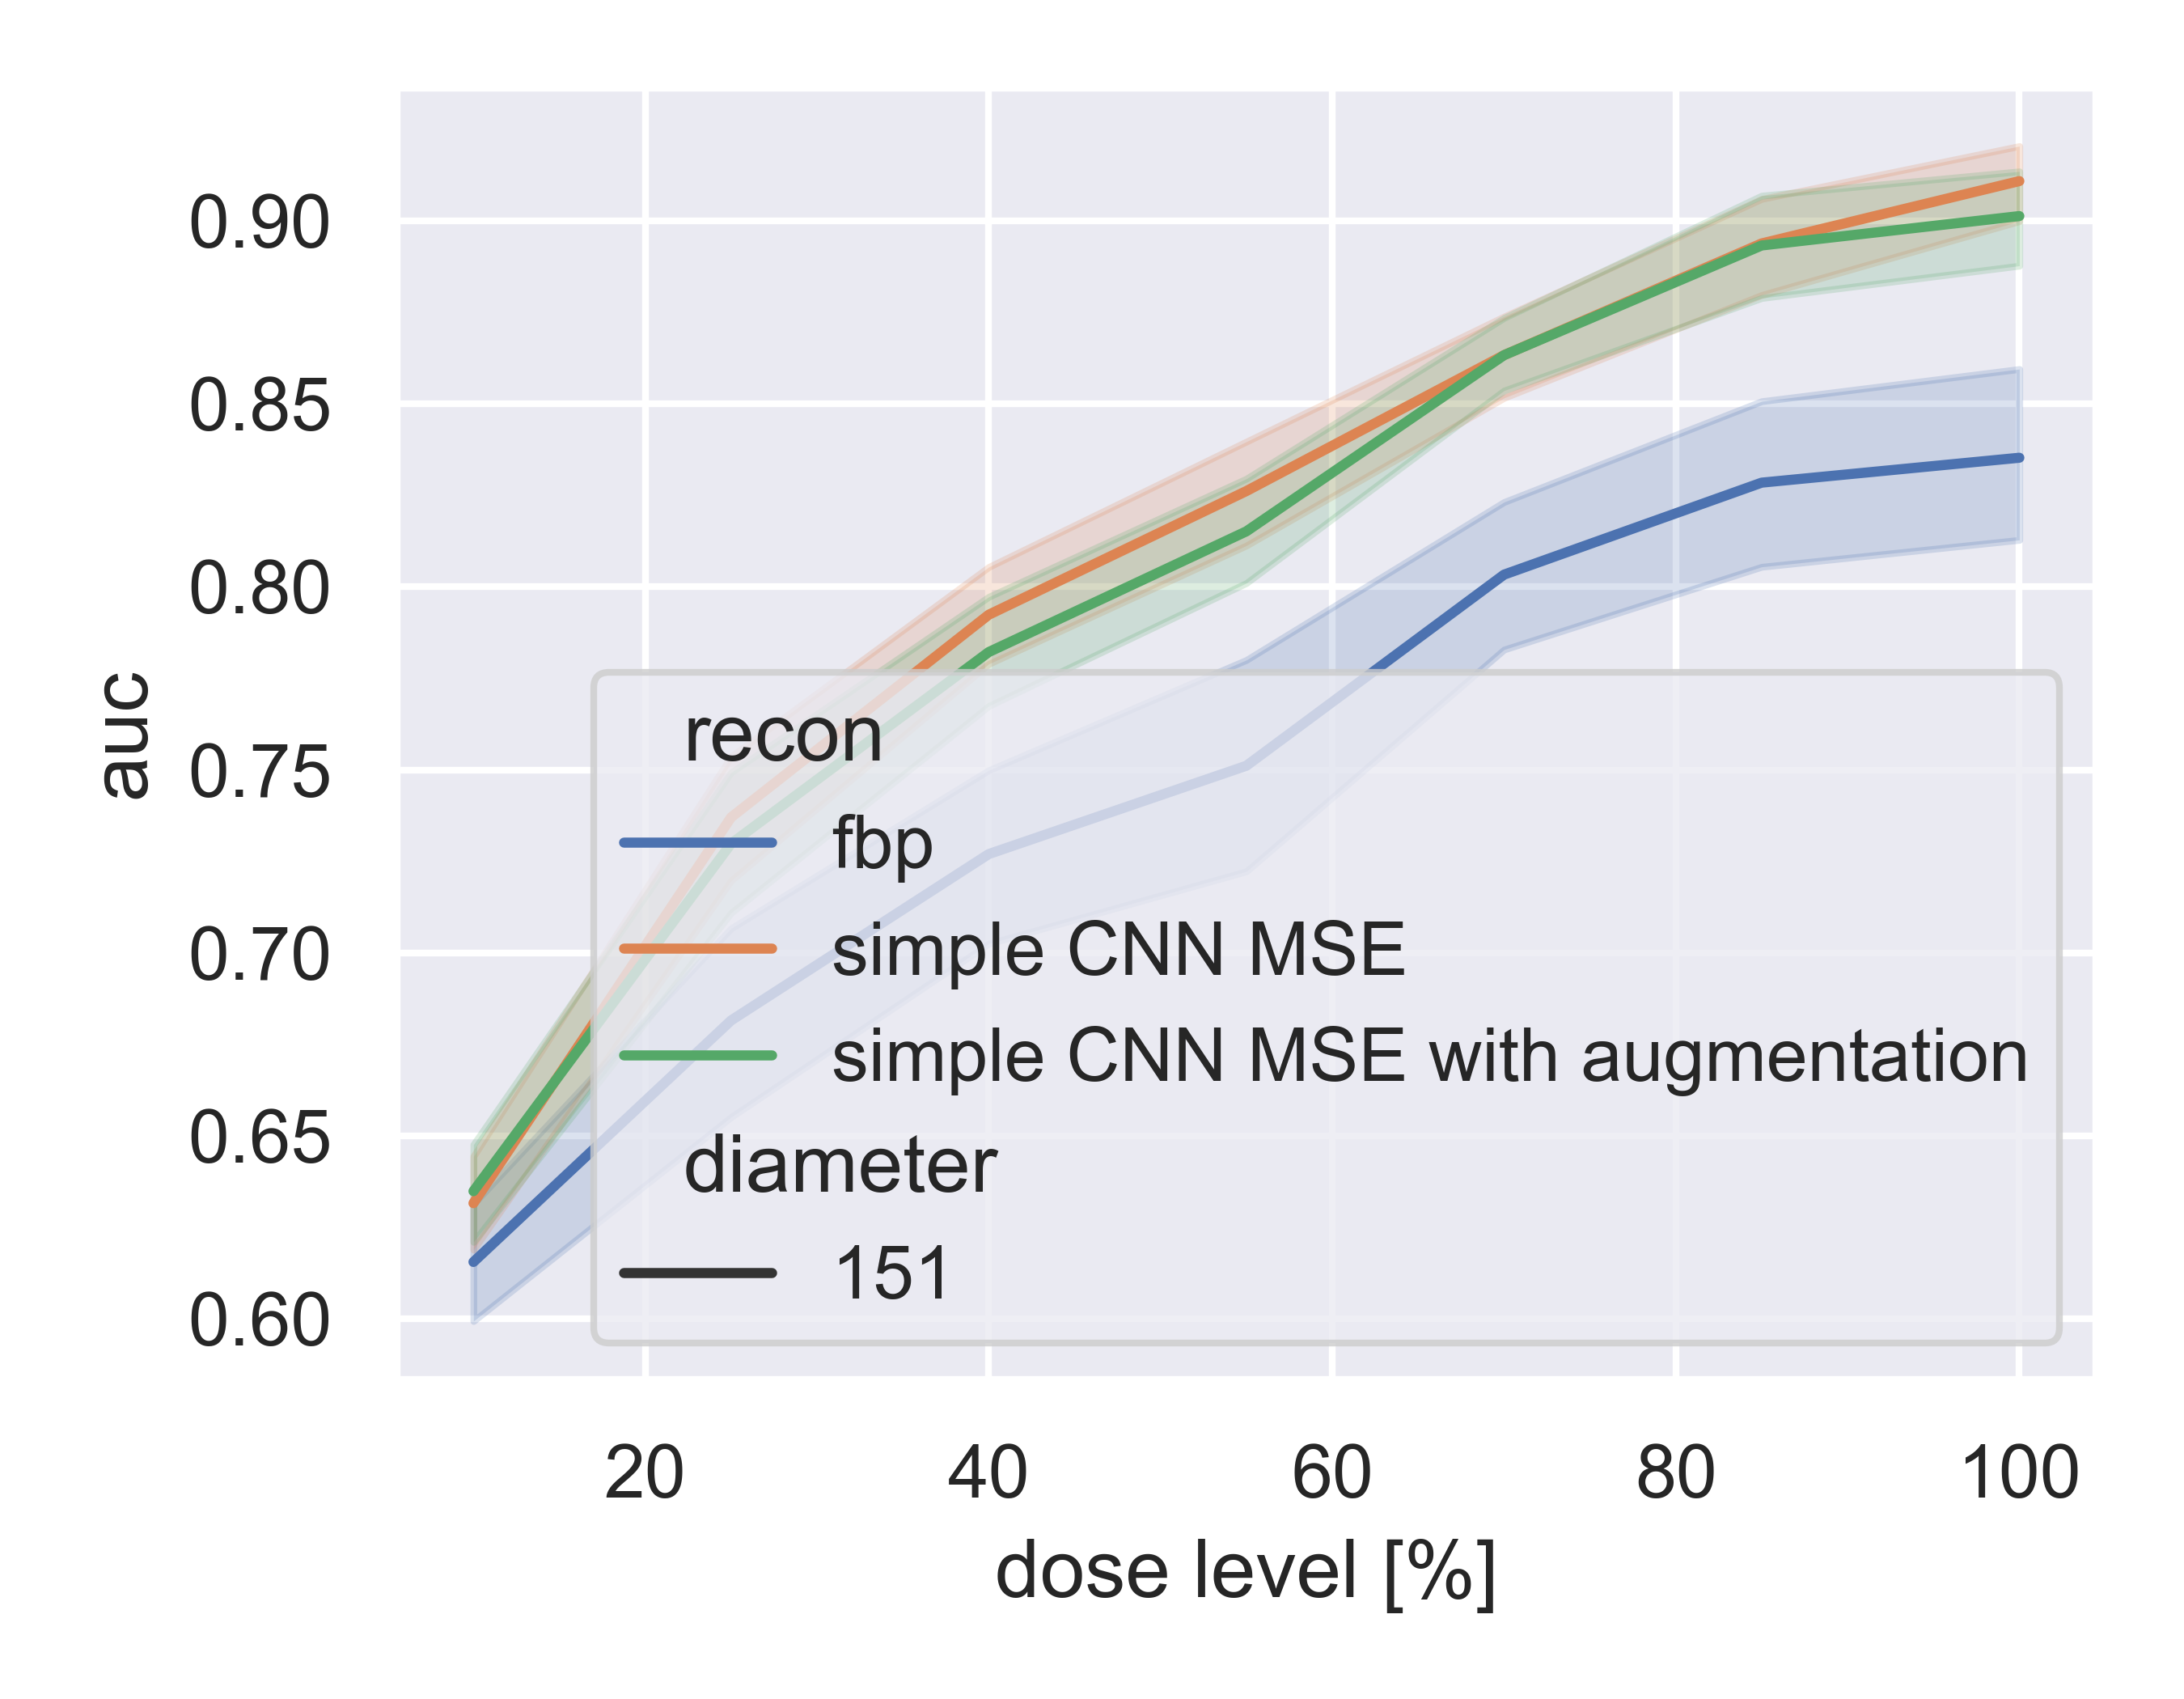 0.90
0.85
0.80
0.75
0.70
0.65
0.60
auc
recon
fbp
simple CNN MSE
simple CNN MSE with augmentation
diameter
151
20 40 60 80 100
dose level [%]